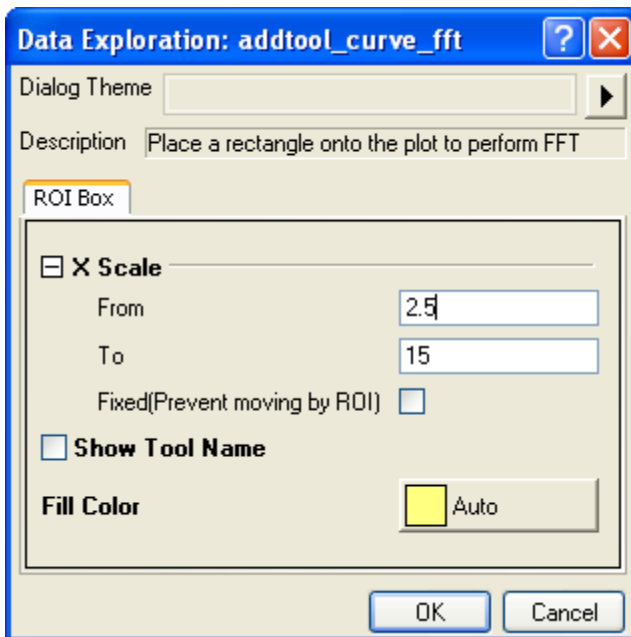 Data Exploration: addtool_curve_fft
Dialog Theme
Description Place a rectangle onto the plot to perform FFT
ROI Box
X Scale
From 2.5
To 15
Fixed(Prevent moving by ROI)
Show Tool Name
Fill Color Auto
OK Cancel